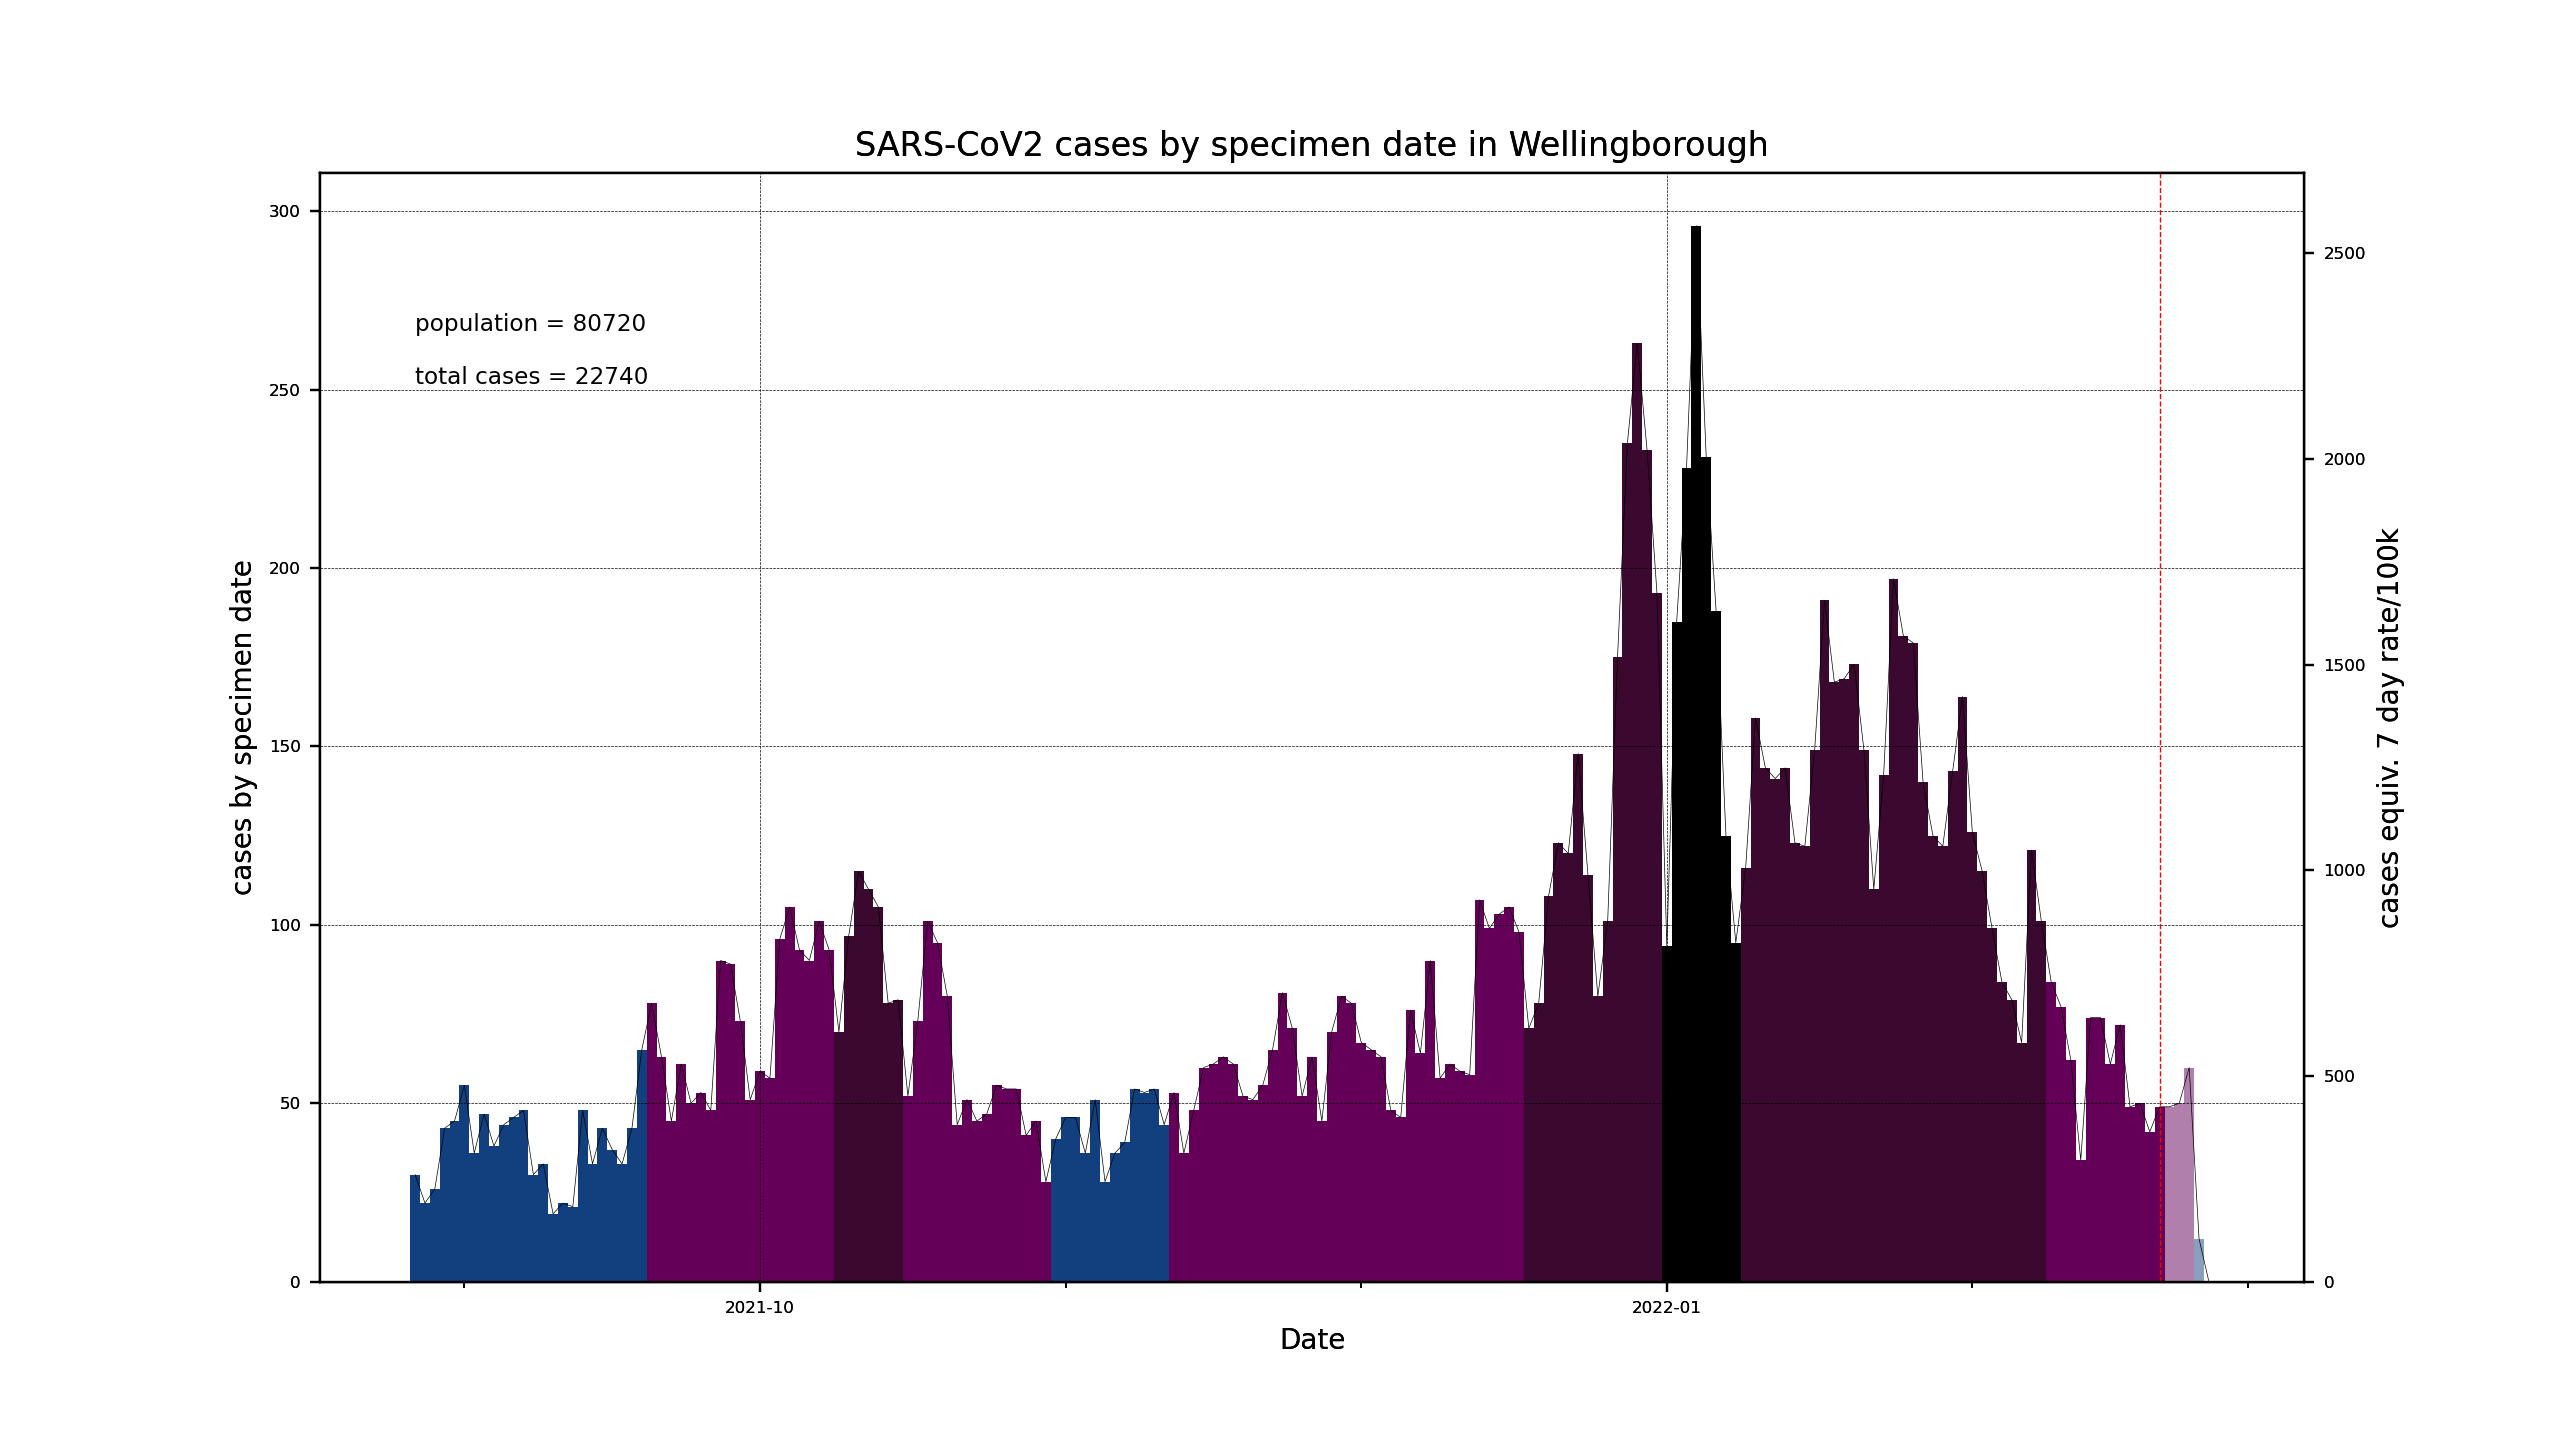 SARS-CoV2 cases by specimen date in Wellingborough
population = 80720
total cases = 22740
cases by specimen date
300
250
200
150
100
50
0
2500
2000
1500
1000
500
0
cases equiv. 7 day rate/100k
2021-10
2022-01
Date